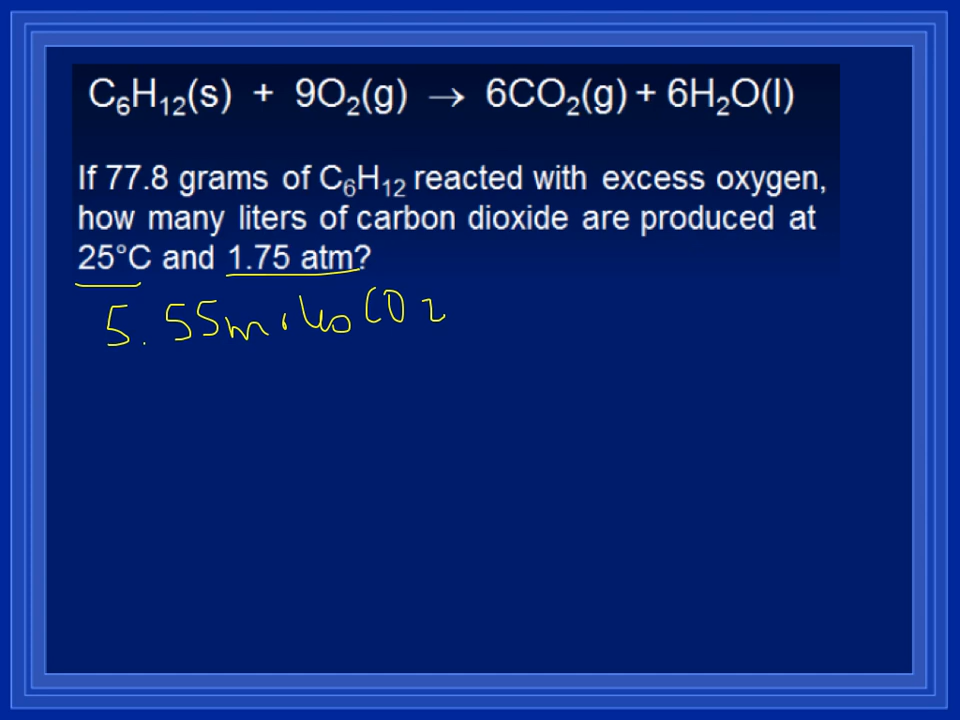 C₆H₁₂(s) + 9O₂(g) → 6CO₂(g) + 6H₂O(l)
If 77.8 grams of C₆H₁₂ reacted with excess oxygen,
how many liters of carbon dioxide are produced at
25°C and 1.75 atm?
5.55 CO2